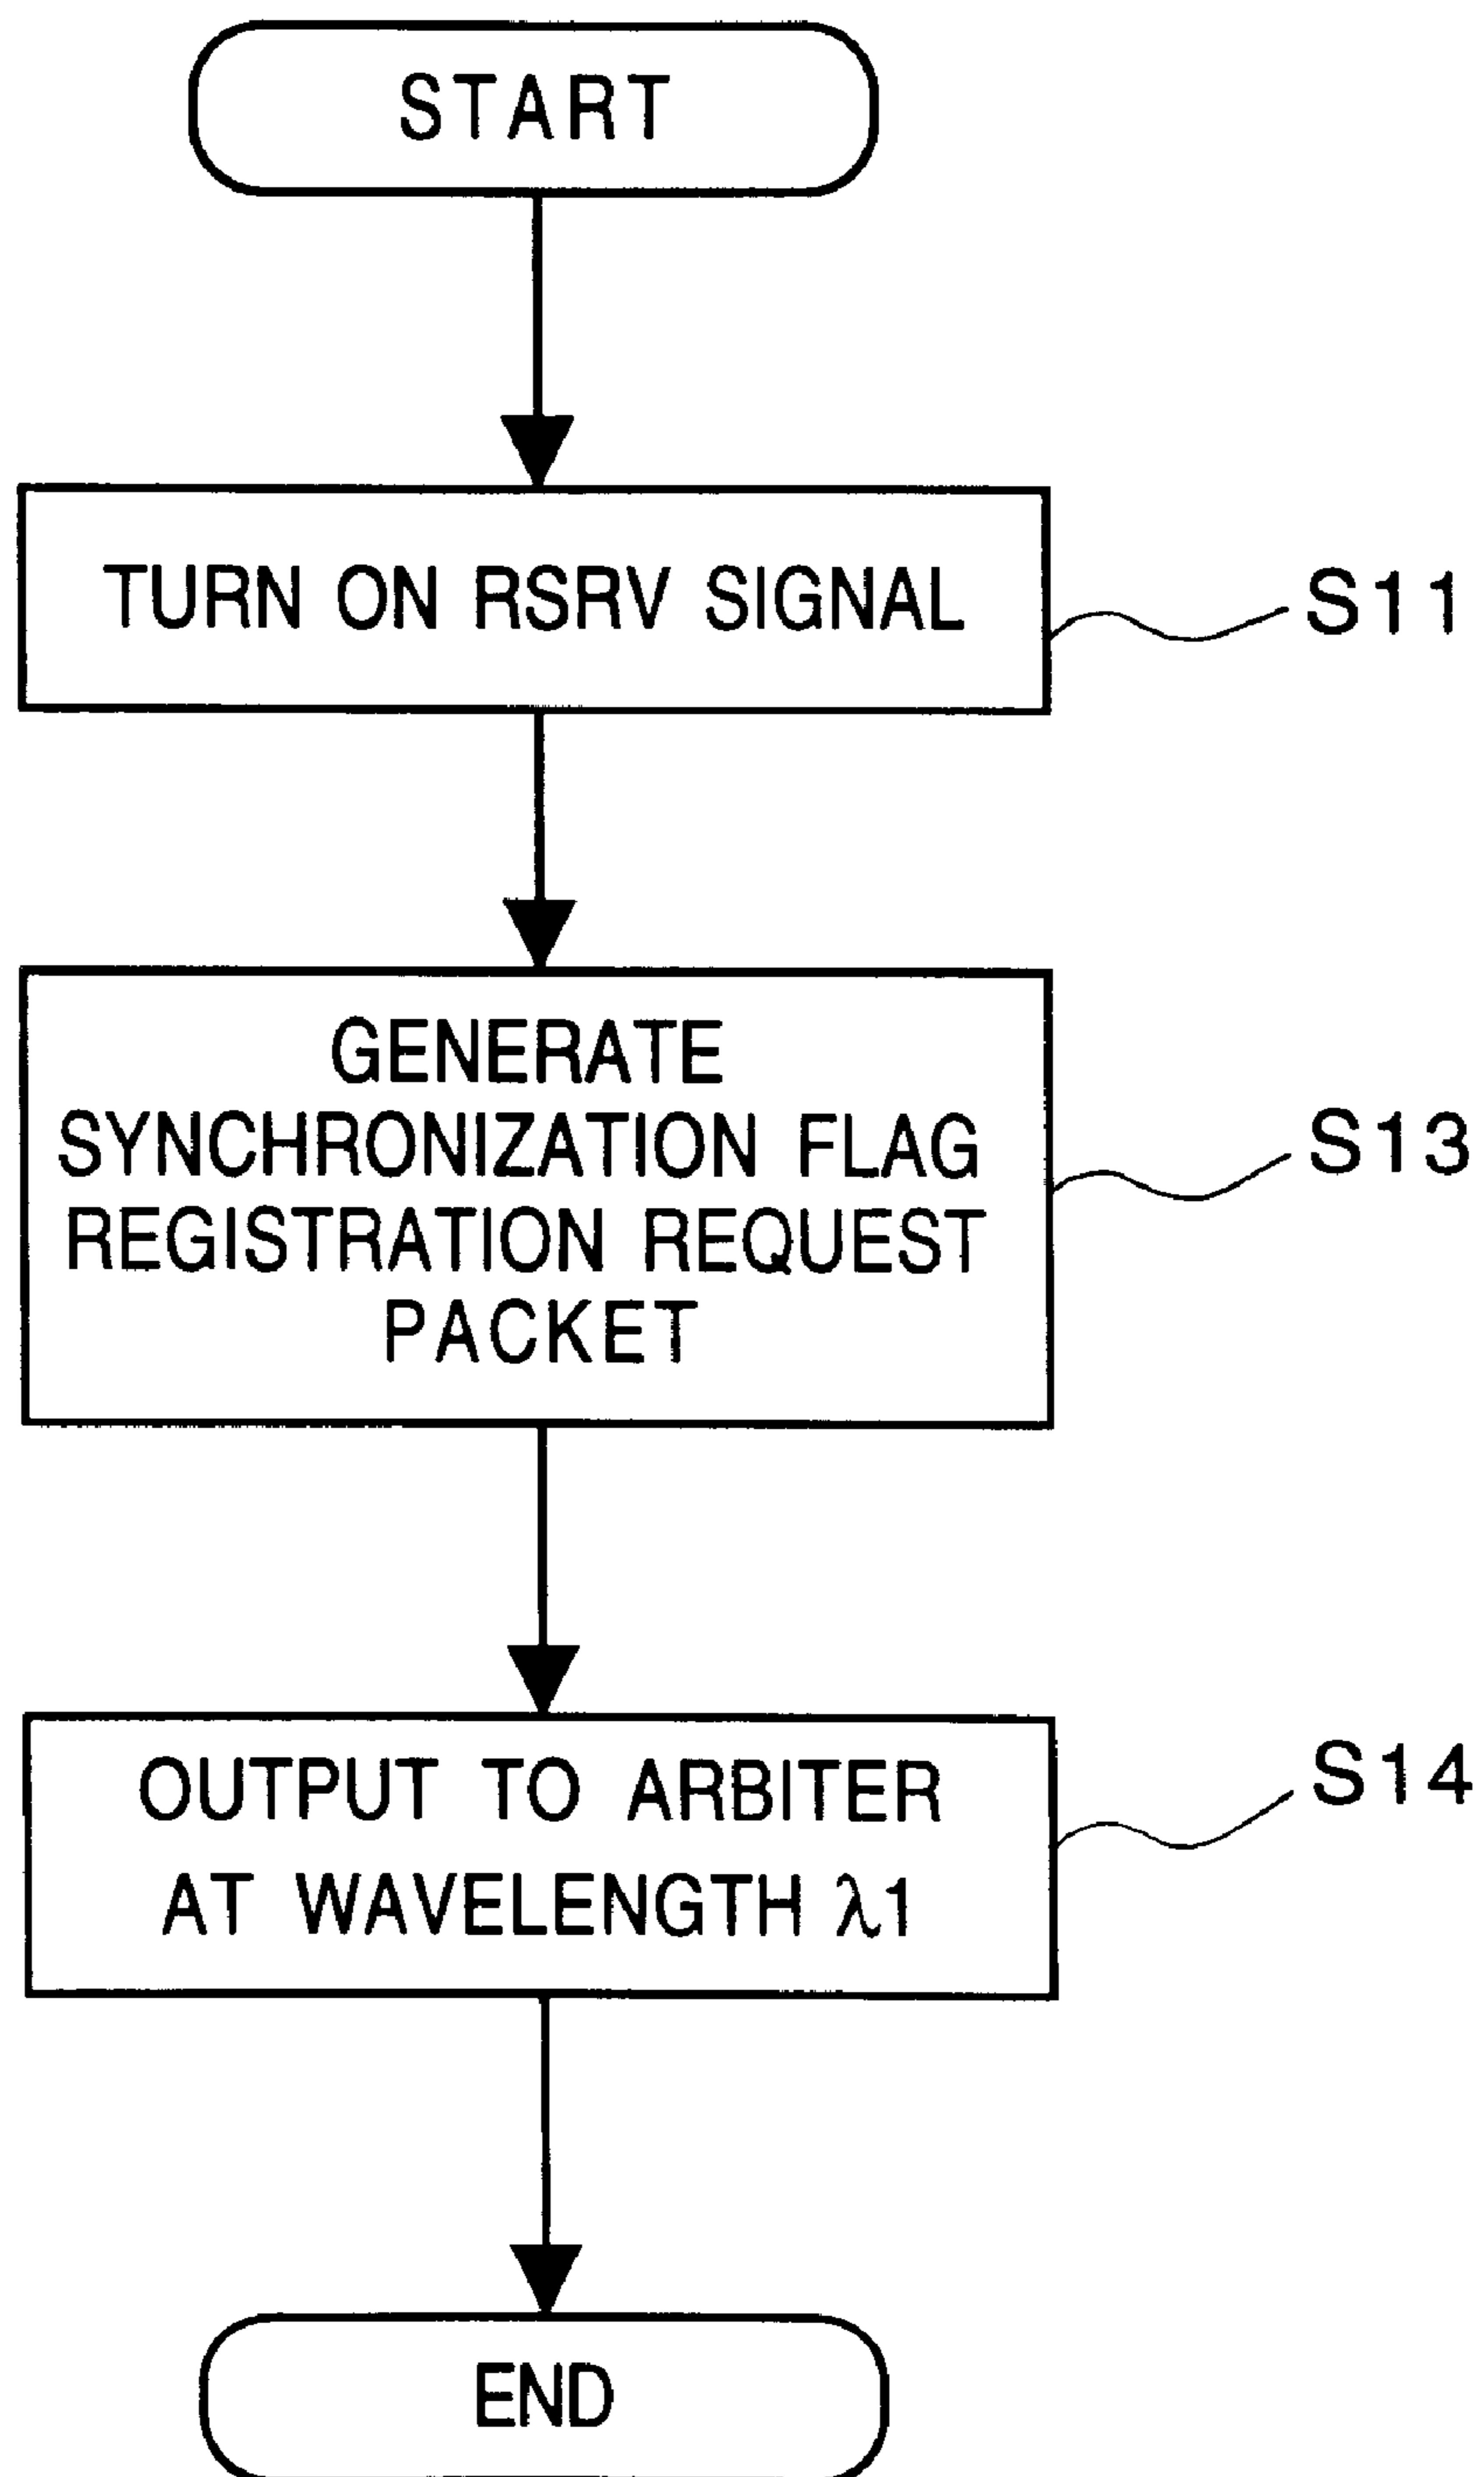 START
TURN ON RSRV SIGNAL
S11
GENERATE
SYNCHRONIZATION FLAG
REGISTRATION REQUEST
PACKET
S13
OUTPUT TO ARBITER
AT WAVELENGTH λ1
S14
END